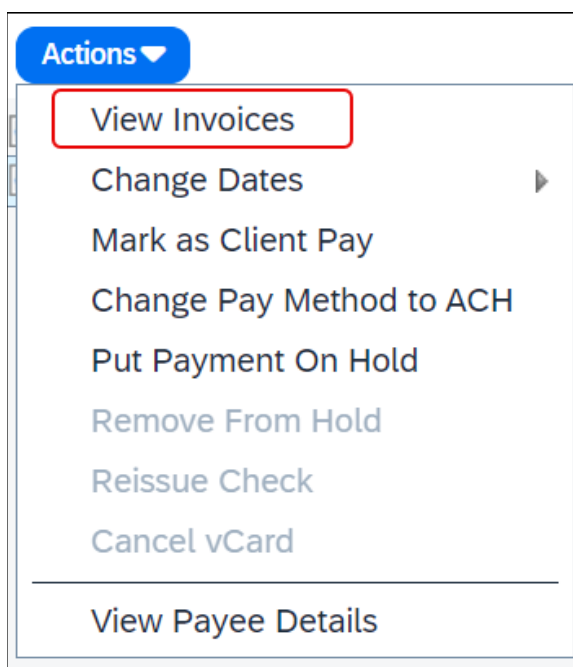 Actions
View Invoices
Change Dates
Mark as Client Pay
Change Pay Method to ACH
Put Payment On Hold
Remove From Hold
Reissue Check
Cancel vCard
View Payee Details